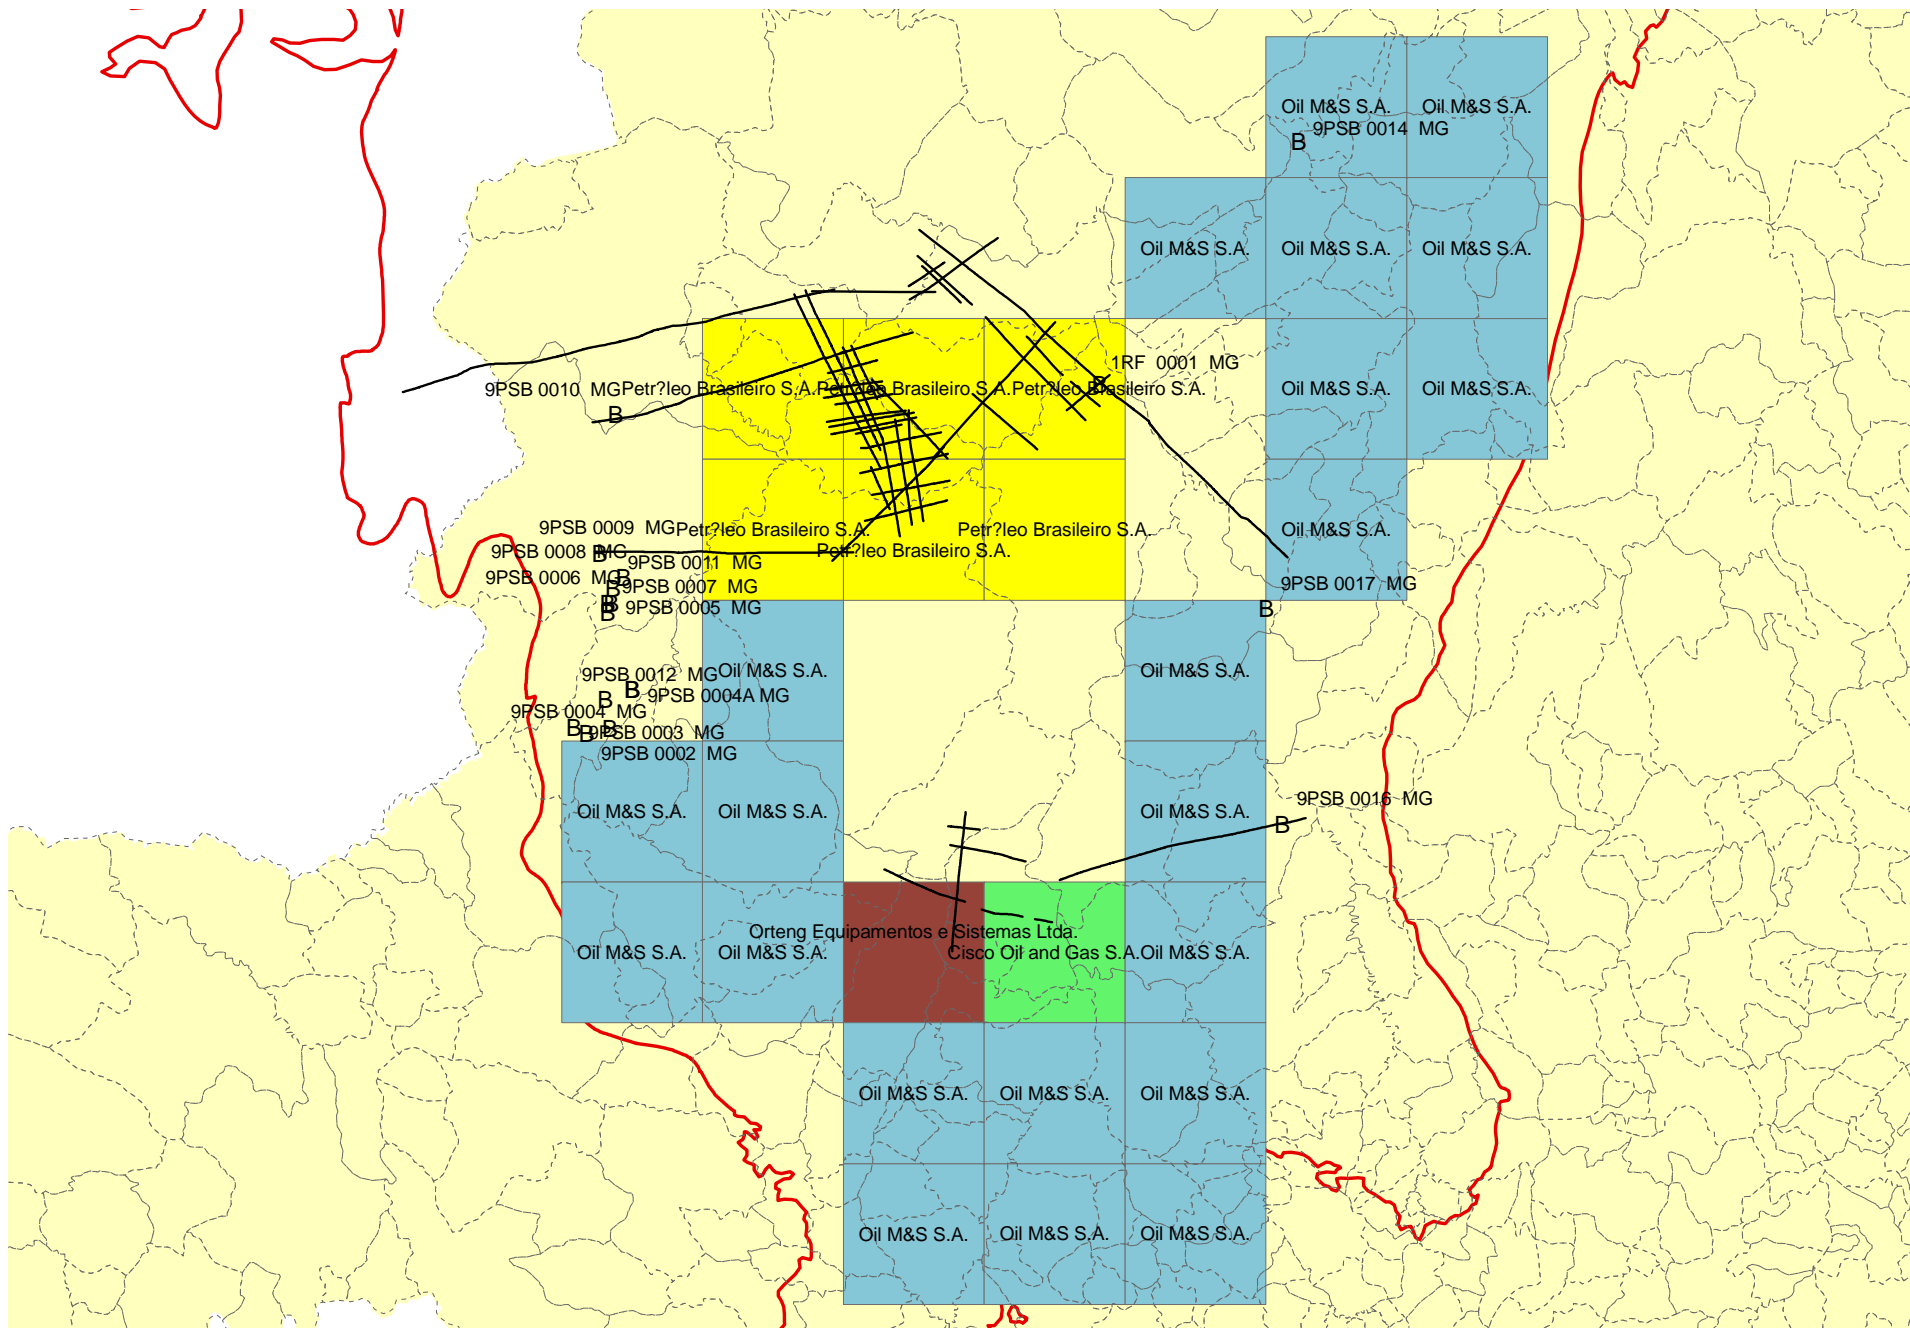 Oil M&S S.A. Oil M&S S.A.
B 9PSB 0014 MG
Oil M&S S.A. Oil M&S S.A. Oil M&S S.A.
1RF 0001 MG
B
9PSB 0010 MG Petr?leo Brasileiro S.A. Petr?leo Brasileiro S.A. Petr?leo Brasileiro S.A. Oil M&S S.A. Oil M&S S.A.
B
9PSB 0009 MG Petr?leo Brasileiro S.A. Petr?leo Brasileiro S.A. Oil M&S S.A.
9PSB 0008 MG Petr?leo Brasileiro S.A.
B
9PSB 0011 MG
9PSB 0006 MG B
B 9PSB 0007 MG 9PSB 0017 MG
B
B 9PSB 0005 MG B
9PSB 0012 MG Oil M&S S.A. Oil M&S S.A.
B
B 9PSB 0004A MG
9PSB 0004 MG
B B
B 9PSB 0003 MG
9PSB 0002 MG
9PSB 0016 MG
Oil M&S S.A. Oil M&S S.A. Oil M&S S.A.
B
Orteng Equipamentos e Sistemas Ltda.
Oil M&S S.A. Oil M&S S.A. Cisco Oil and Gas S.A. Oil M&S S.A.
Oil M&S S.A. Oil M&S S.A. Oil M&S S.A.
Oil M&S S.A. Oil M&S S.A. Oil M&S S.A.